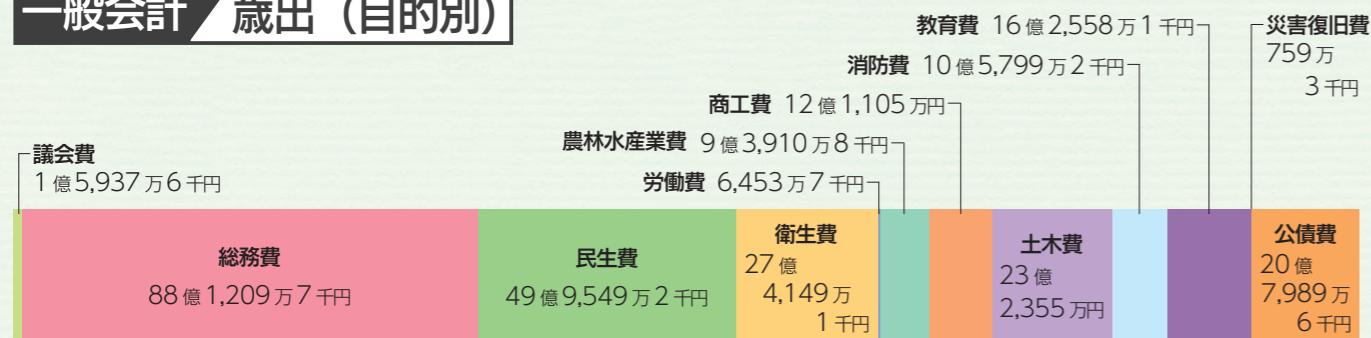 一般会計 歳出（目的別）
教育費 16億2,558万1千円
災害復旧費
759万
3千円
消防費 10億5,799万2千円
商工費 12億1,105万円
農林水産業費 9億3,910万8千円
労働費 6,453万7千円
議会費
1億5,937万6千円
総務費
88億1,209万7千円
民生費
49億9,549万2千円
衛生費
27億
4,149万
1千円
土木費
23億
2,355万円
公債費
20億
7,989万
6千円